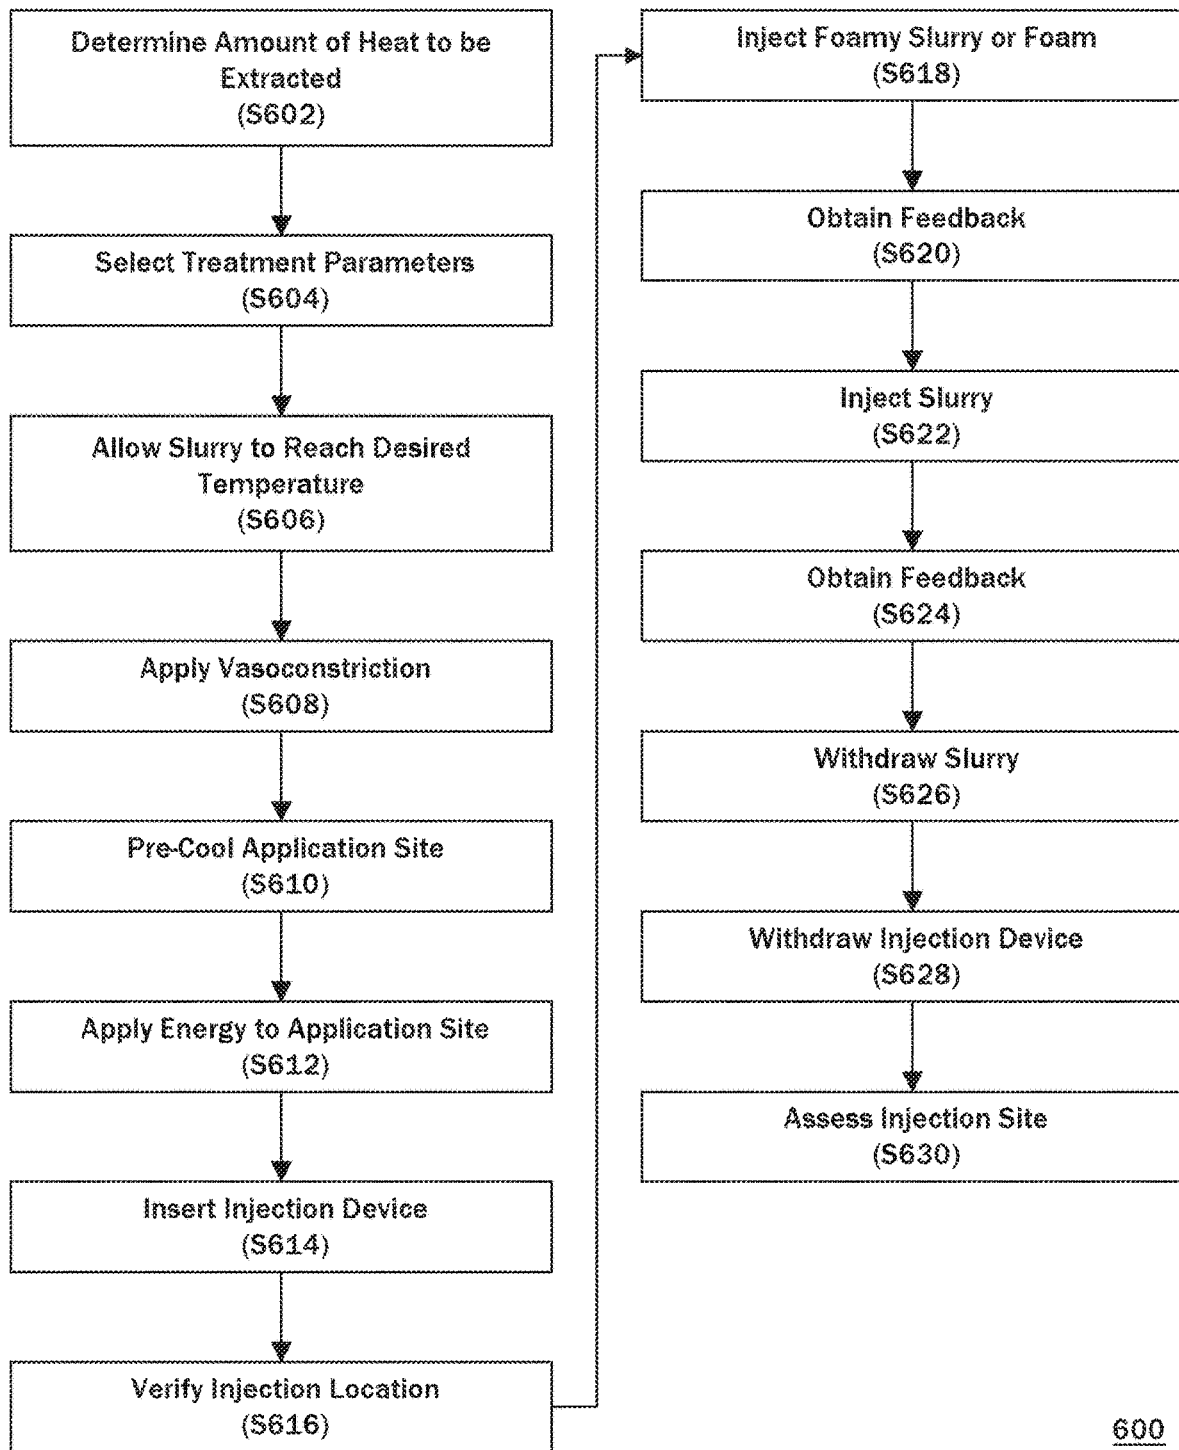 Determine Amount of Heat to be
Extracted
(S602)
Select Treatment Parameters
(S604)
Allow Slurry to Reach Desired
Temperature
(S606)
Apply Vasoconstriction
(S608)
Pre-Cool Application Site
(S610)
Apply Energy to Application Site
(S612)
Insert Injection Device
(S614)
Verify Injection Location
(S616)
Inject Foamy Slurry or Foam
(S618)
Obtain Feedback
(S620)
Inject Slurry
(S622)
Obtain Feedback
(S624)
Withdraw Slurry
(S626)
Withdraw Injection Device
(S628)
Assess Injection Site
(S630)
600